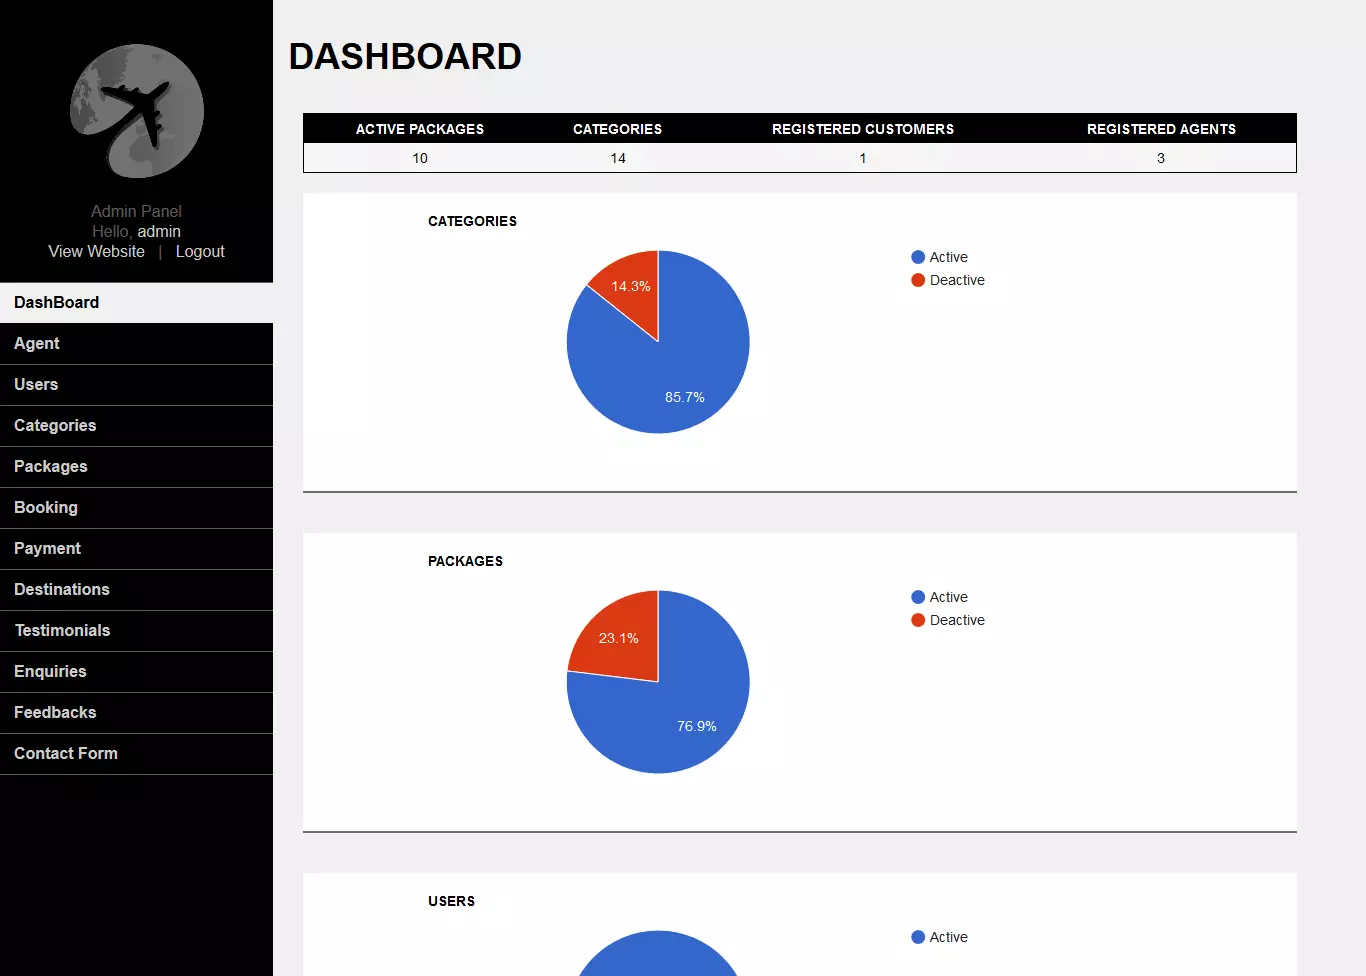 DASHBOARD
Admin Panel
Hello, admin
View Website | Logout
DashBoard
Agent
Users
Categories
Packages
Booking
Payment
Destinations
Testimonials
Enquiries
Feedbacks
Contact Form
ACTIVE PACKAGES CATEGORIES REGISTERED CUSTOMERS REGISTERED AGENTS
10 14 1 3
CATEGORIES
Active
Deactive
14.3%
85.7%
PACKAGES
Active
Deactive
23.1%
76.9%
USERS
Active